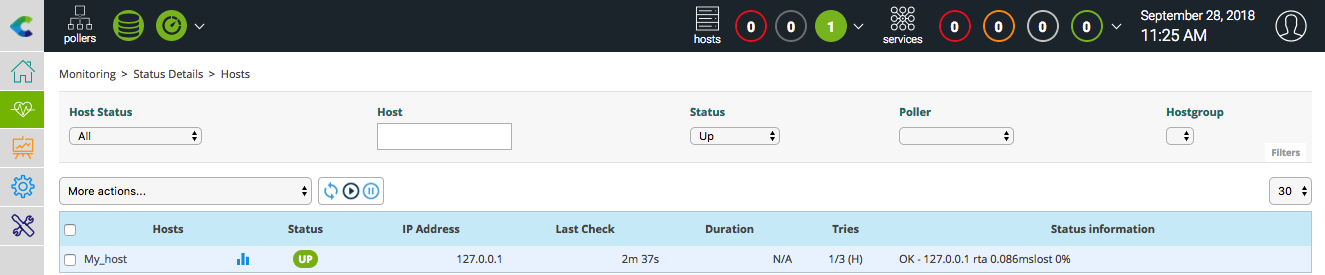 pollers
hosts 0 0 1
services 0 0 0 0
September 28, 2018
11:25 AM
Monitoring > Status Details > Hosts
Host Status Host Status Poller Hostgroup
All Up
Filters
More actions... 30
Hosts Status IP Address Last Check Duration Tries Status information
My_host UP 127.0.0.1 2m 37s N/A 1/3 (H) OK - 127.0.0.1 rta 0.086mslost 0%